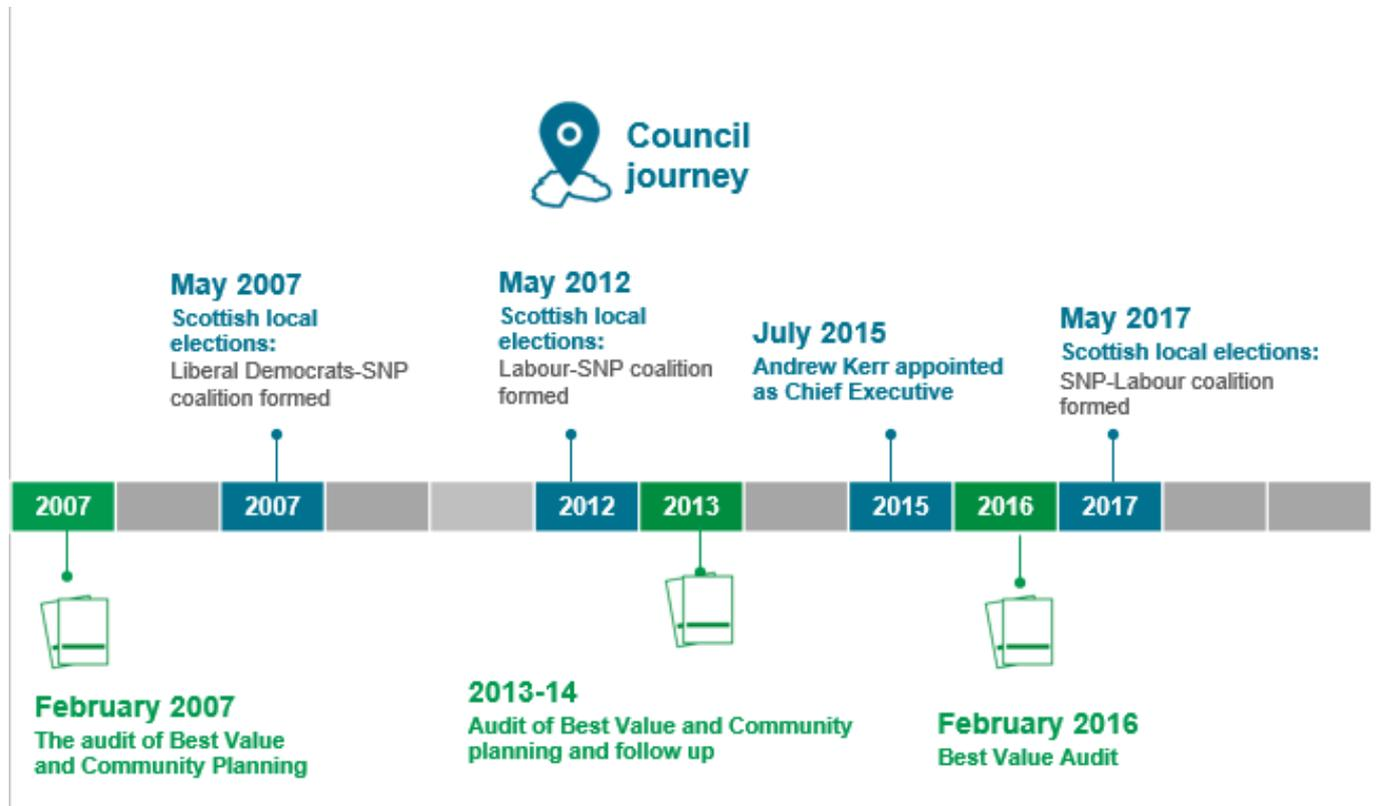 Council
journey
May 2007
Scottish local
elections:
Liberal Democrats-SNP
coalition formed
May 2012
Scottish local
elections:
Labour-SNP coalition
formed
July 2015
Andrew Kerr appointed
as Chief Executive
May 2017
Scottish local elections:
SNP-Labour coalition
formed
2007
2007
2012
2013
2015
2016
2017
February 2007
The audit of Best Value
and Community Planning
2013-14
Audit of Best Value and Community
planning and follow up
February 2016
Best Value Audit